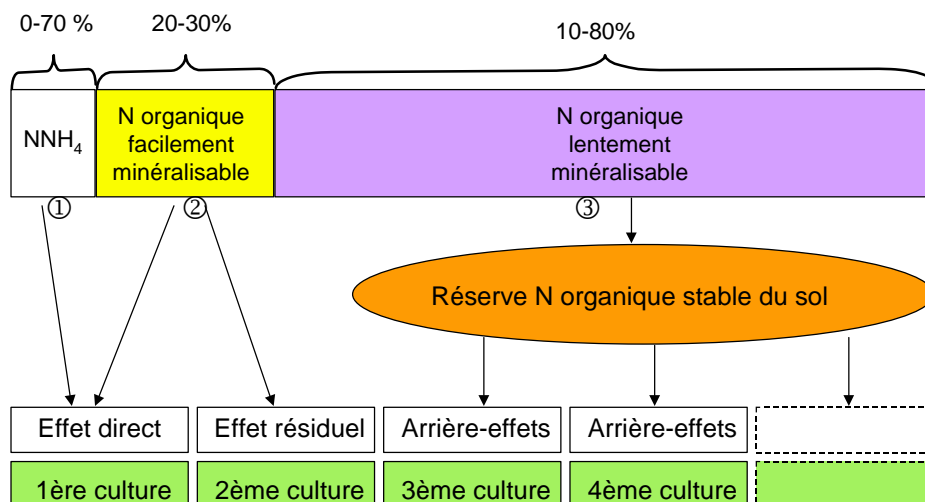 0-70 %
20-30%
10-80%
NNH₄
N organique
facilement
minéralisable
N organique
lentement
minéralisable
①
②
③
Réserve N organique stable du sol
Effet direct
Effet résiduel
Arrière-effets
Arrière-effets
1ère culture
2ème culture
3ème culture
4ème culture